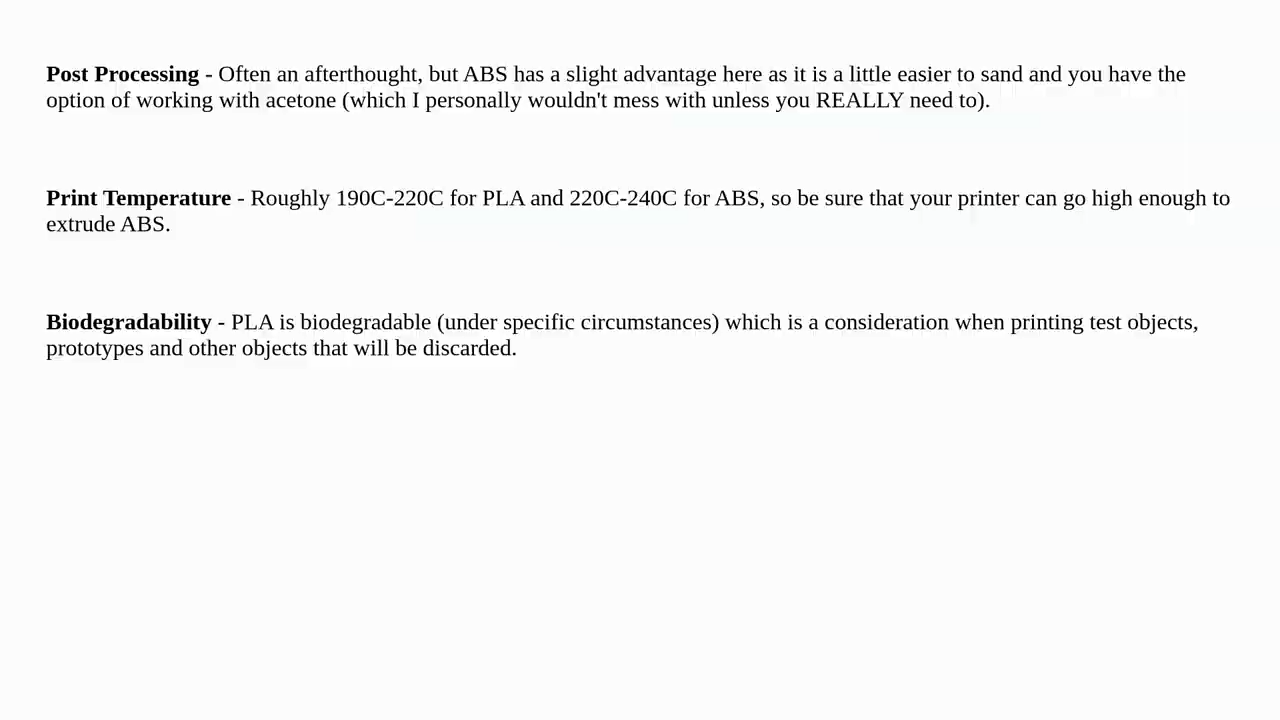 Post Processing - Often an afterthought, but ABS has a slight advantage here as it is a little easier to sand and you have the
option of working with acetone (which I personally wouldn't mess with unless you REALLY need to).
Print Temperature - Roughly 190C-220C for PLA and 220C-240C for ABS, so be sure that your printer can go high enough to
extrude ABS.
Biodegradability - PLA is biodegradable (under specific circumstances) which is a consideration when printing test objects,
prototypes and other objects that will be discarded.